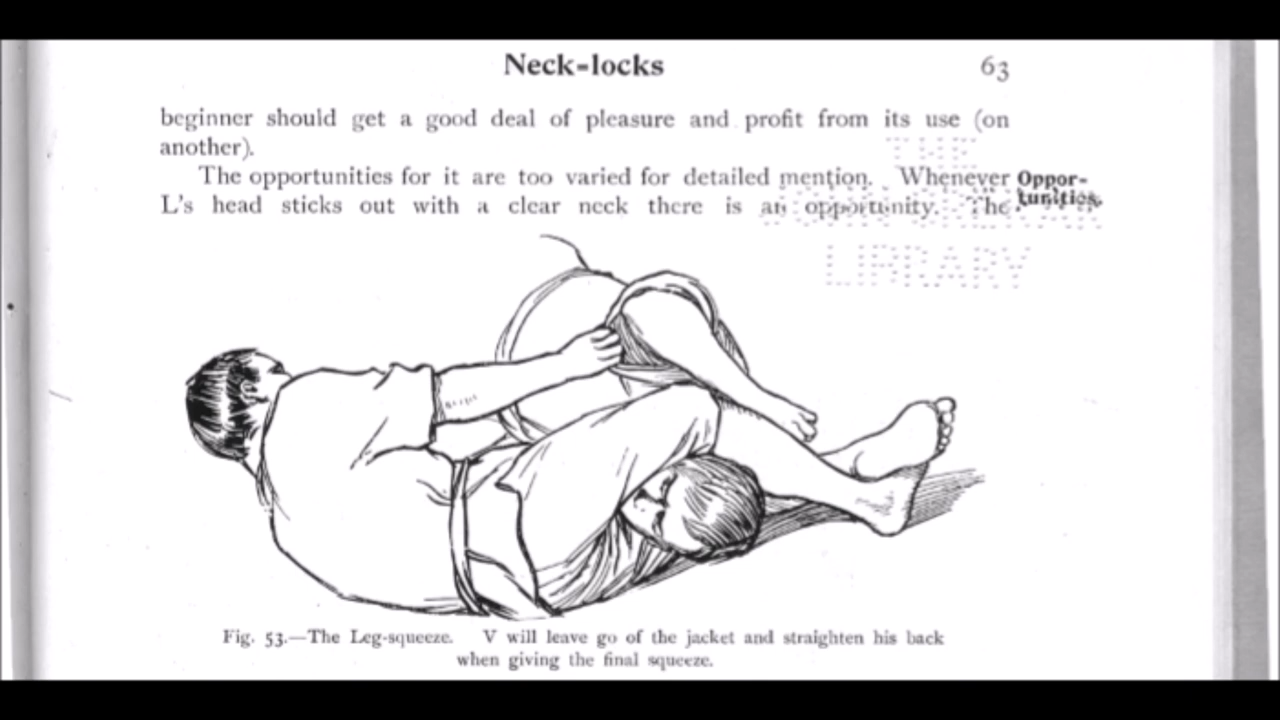 Neck-locks 63
beginner should get a good deal of pleasure and profit from its use (on
another).
The opportunities for it are too varied for detailed mention. Whenever Oppor-
L's head sticks out with a clear neck there is an opportunity. The tunities.
THE
LIBRARY
Fig. 53.—The Leg-squeeze. V will leave go of the jacket and straighten his back
when giving the final squeeze.